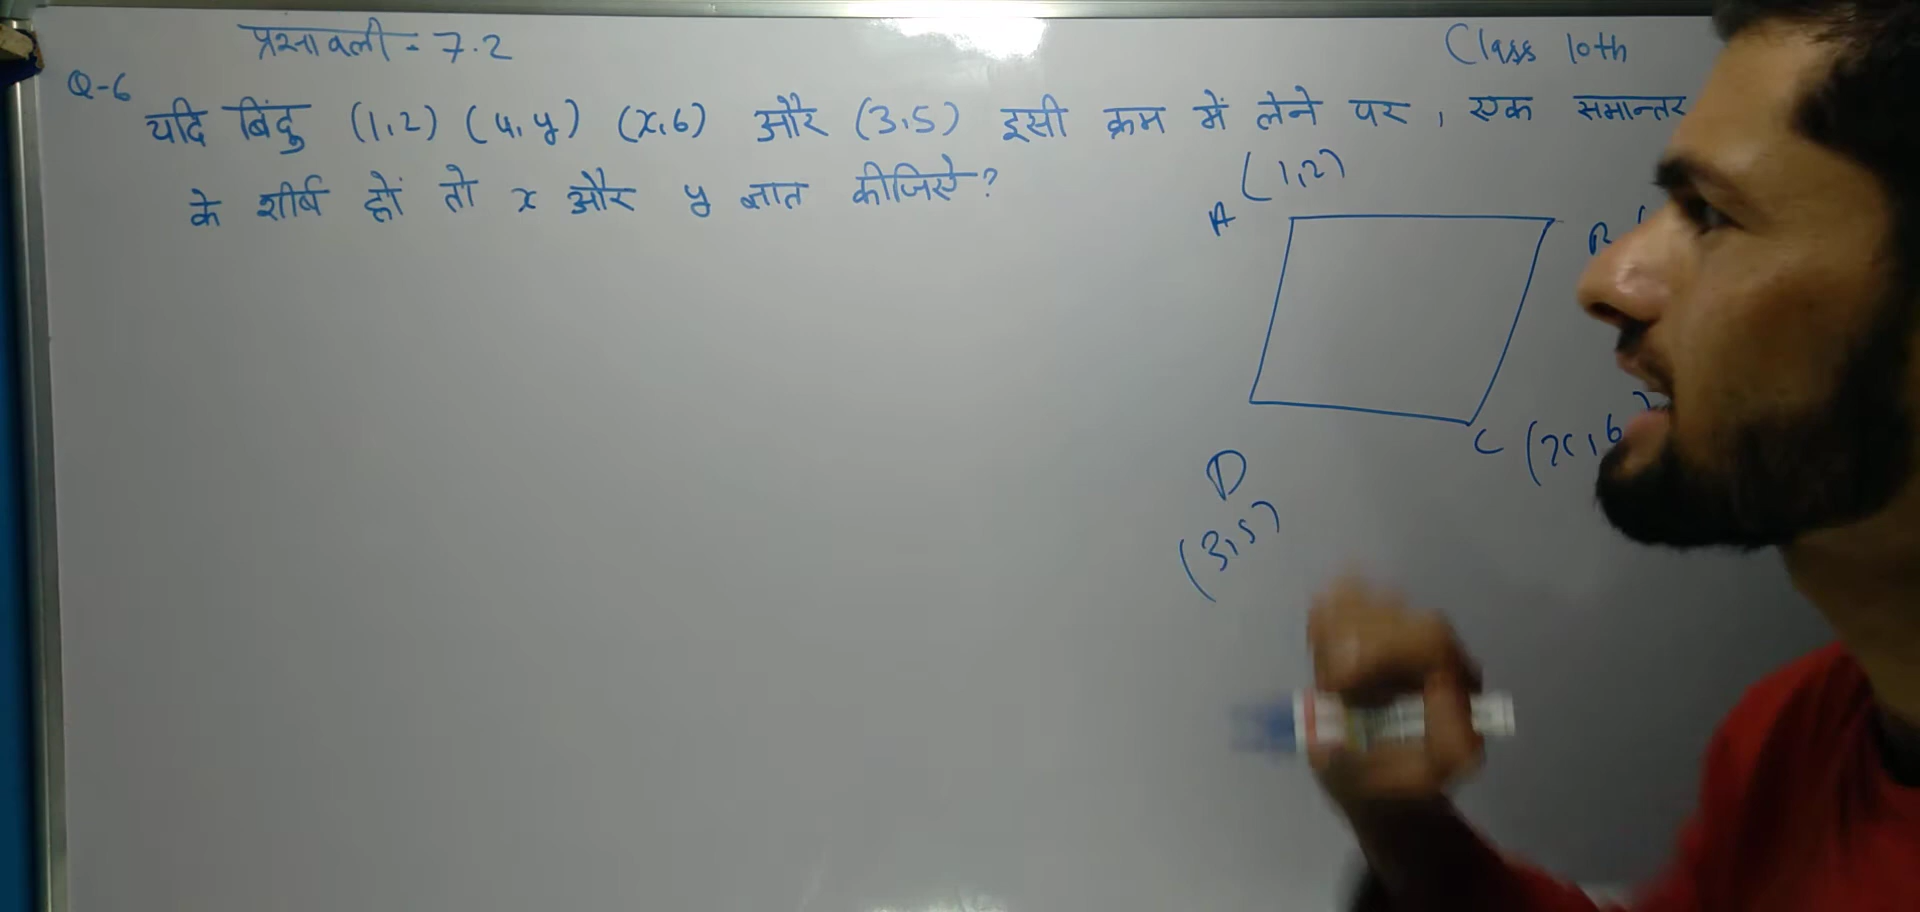 प्रश्नावली - 7.2
Class 10th
Q-6
यदि बिंदु (1,2) (4,y) (x,6) और (3,5) इसी क्रम में लेने पर, एक समान्तर
के शीर्ष हों तो x और y ज्ञात कीजिऐ?
(1,2)
A
B
C (x,6)
D
(3,5)